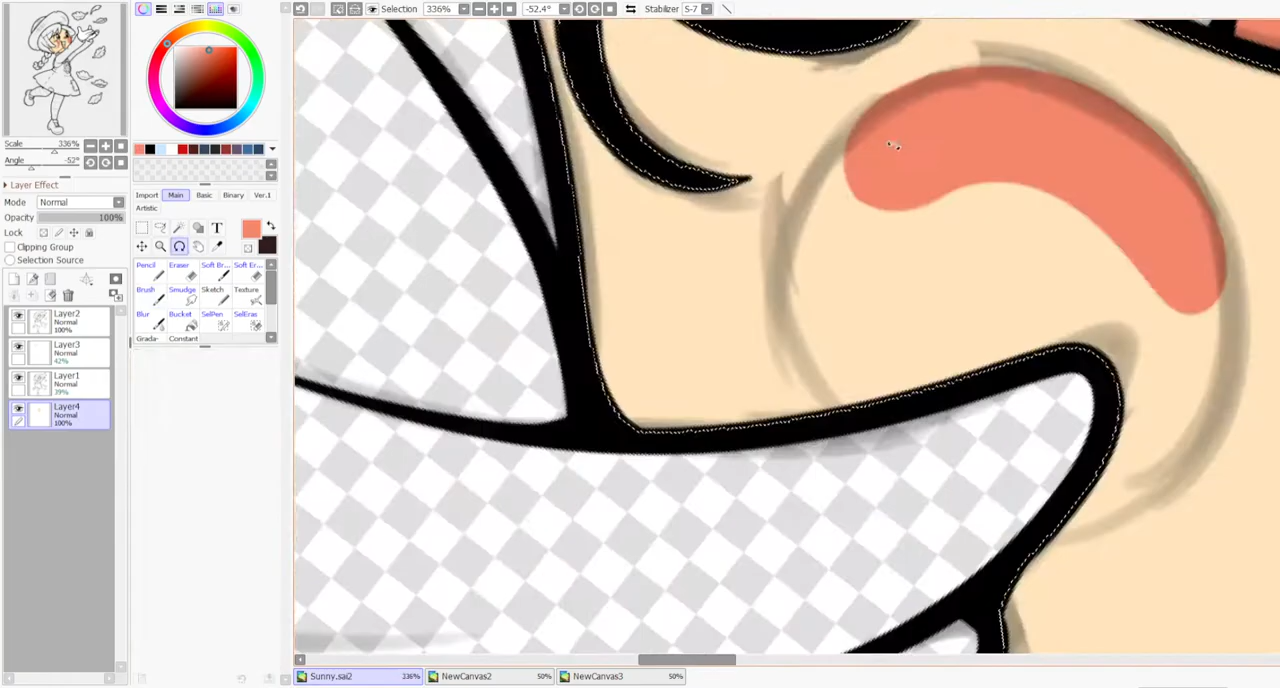 Selection 336% -52.4° Stabilizer S-7
Scale 336%
Angle -52°
Layer Effect
Mode Normal
Opacity 100%
Lock
Clipping Group
Selection Source
Layer2
Normal
100%
Layer3
Normal
42%
Layer1
Normal
39%
Layer4
Normal
100%
Import Main Basic Binary Ver.1
Artistic
T
Pencil Eraser Soft Br... Soft Er...
Brush Smudge Sketch Texture
Blur Bucket SelPen SelEras
Grada- Constant
Sunny.sai2 336% NewCanvas2 50% NewCanvas3 50%